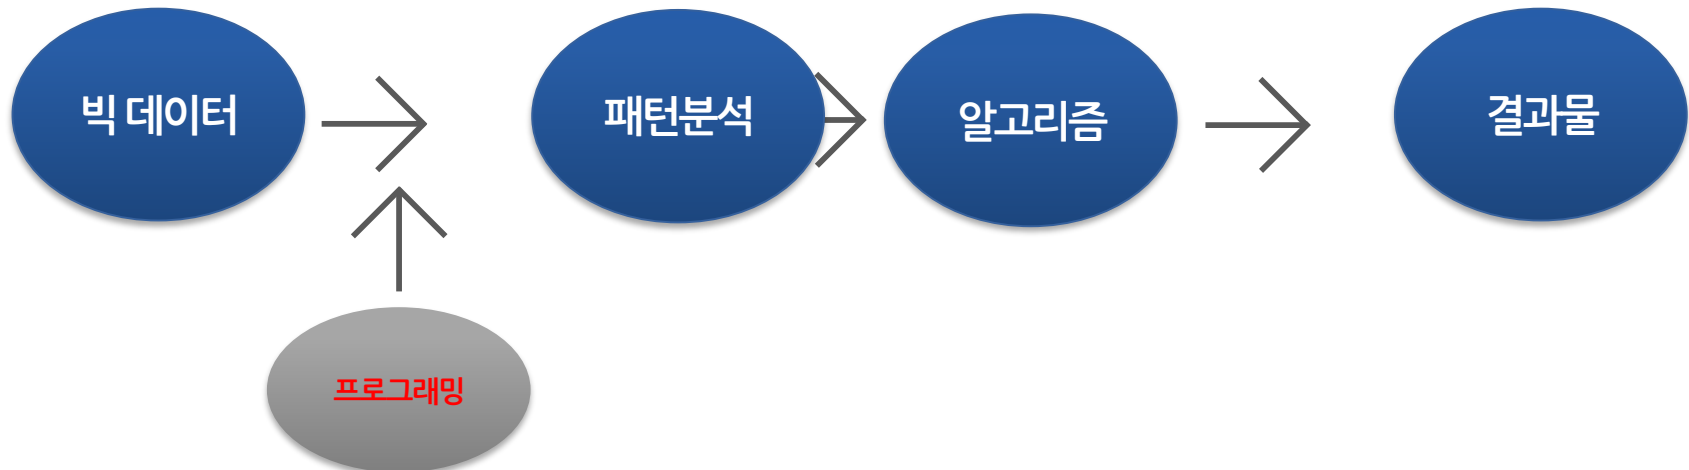 빅 데이터
패턴분석
알고리즘
결과물
프로그래밍